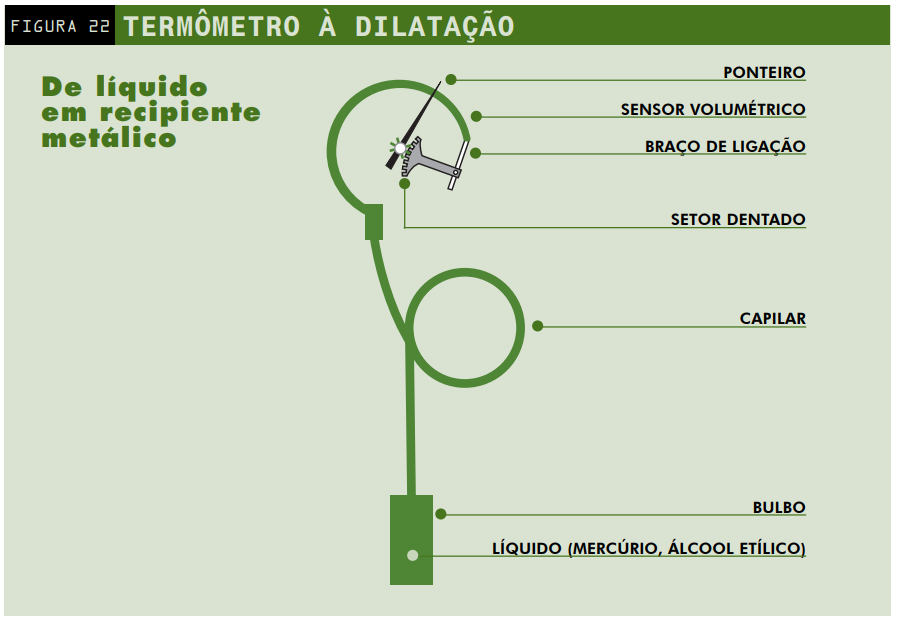 FIGURA 22
TERMÔMETRO À DILATAÇÃO
De líquido
em recipiente
metálico
PONTEIRO
SENSOR VOLUMÉTRICO
BRAÇO DE LIGAÇÃO
SETOR DENTADO
CAPILAR
BULBO
LÍQUIDO (MERCÚRIO, ÁLCOOL ETÍLICO)